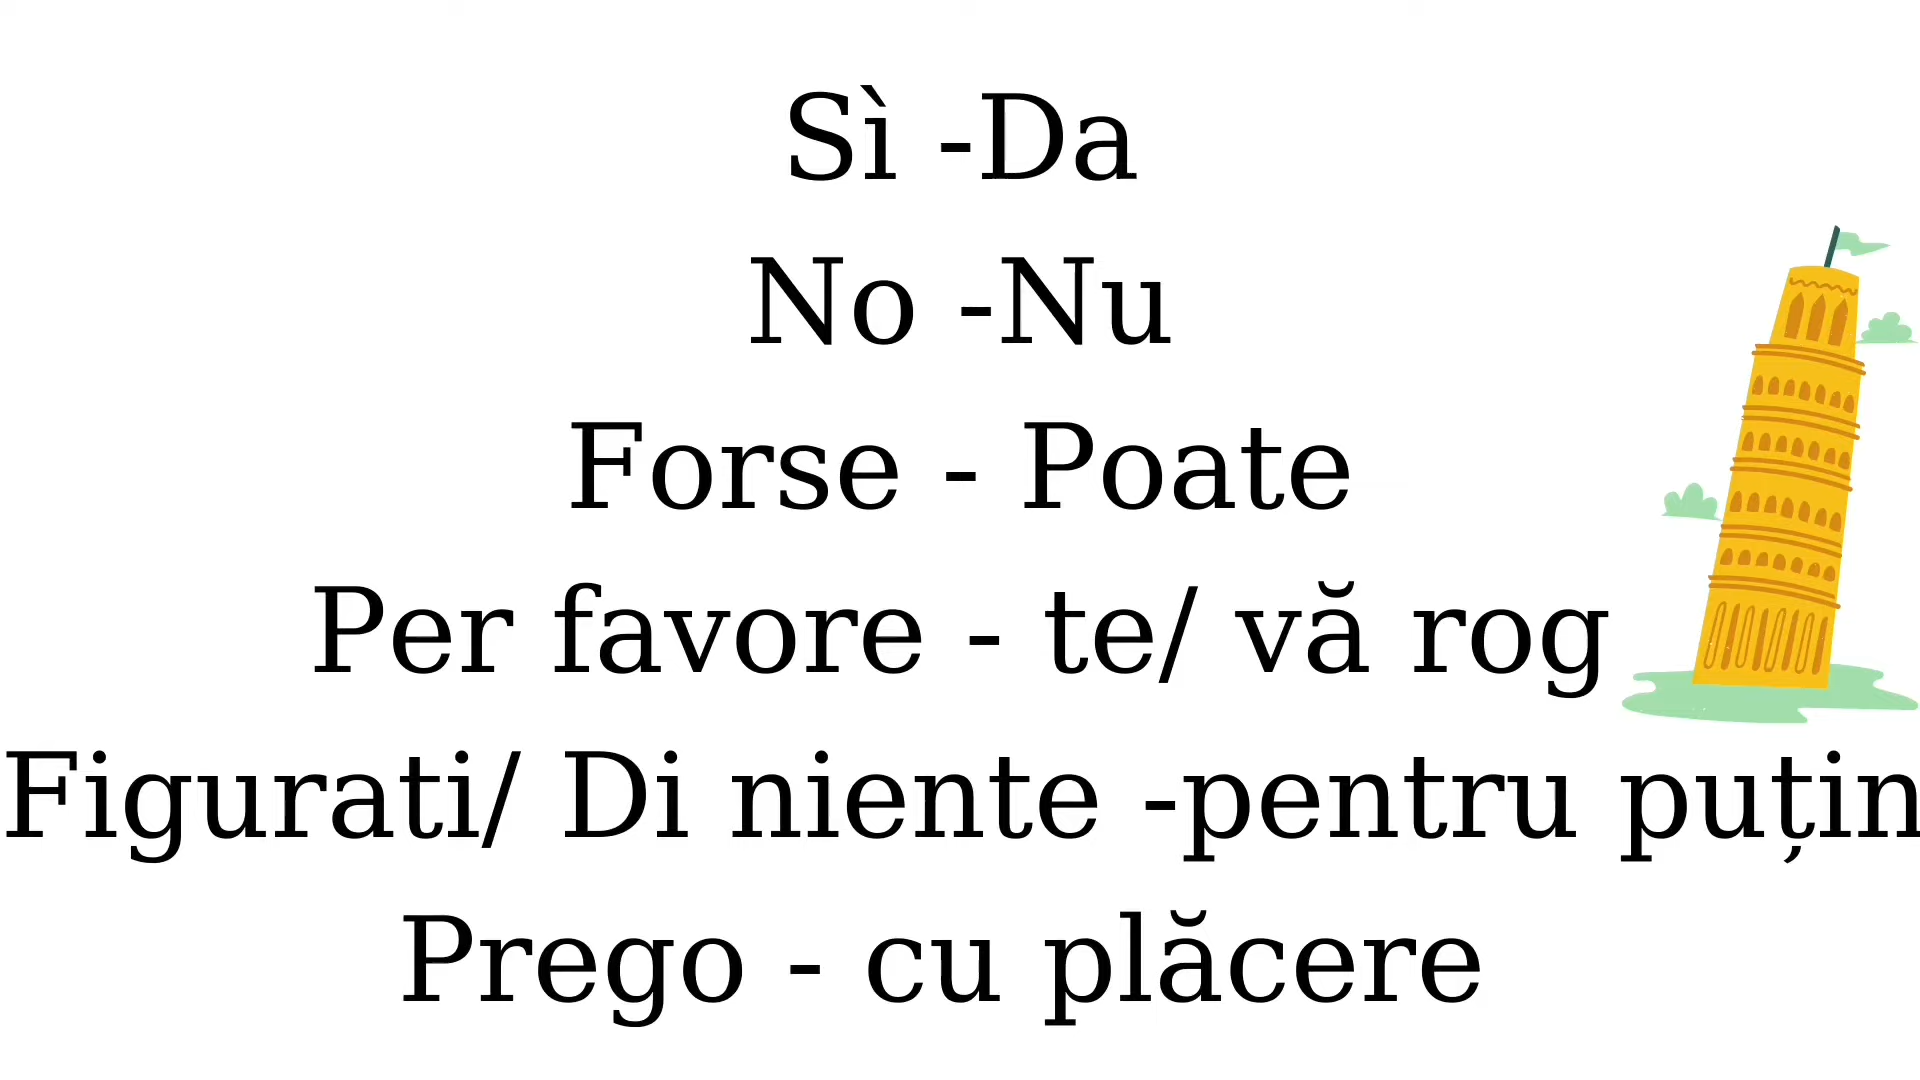 Sì -Da
No -Nu
Forse - Poate
Per favore - te/ vă rog
Figurati/ Di niente -pentru puțin
Prego - cu plăcere